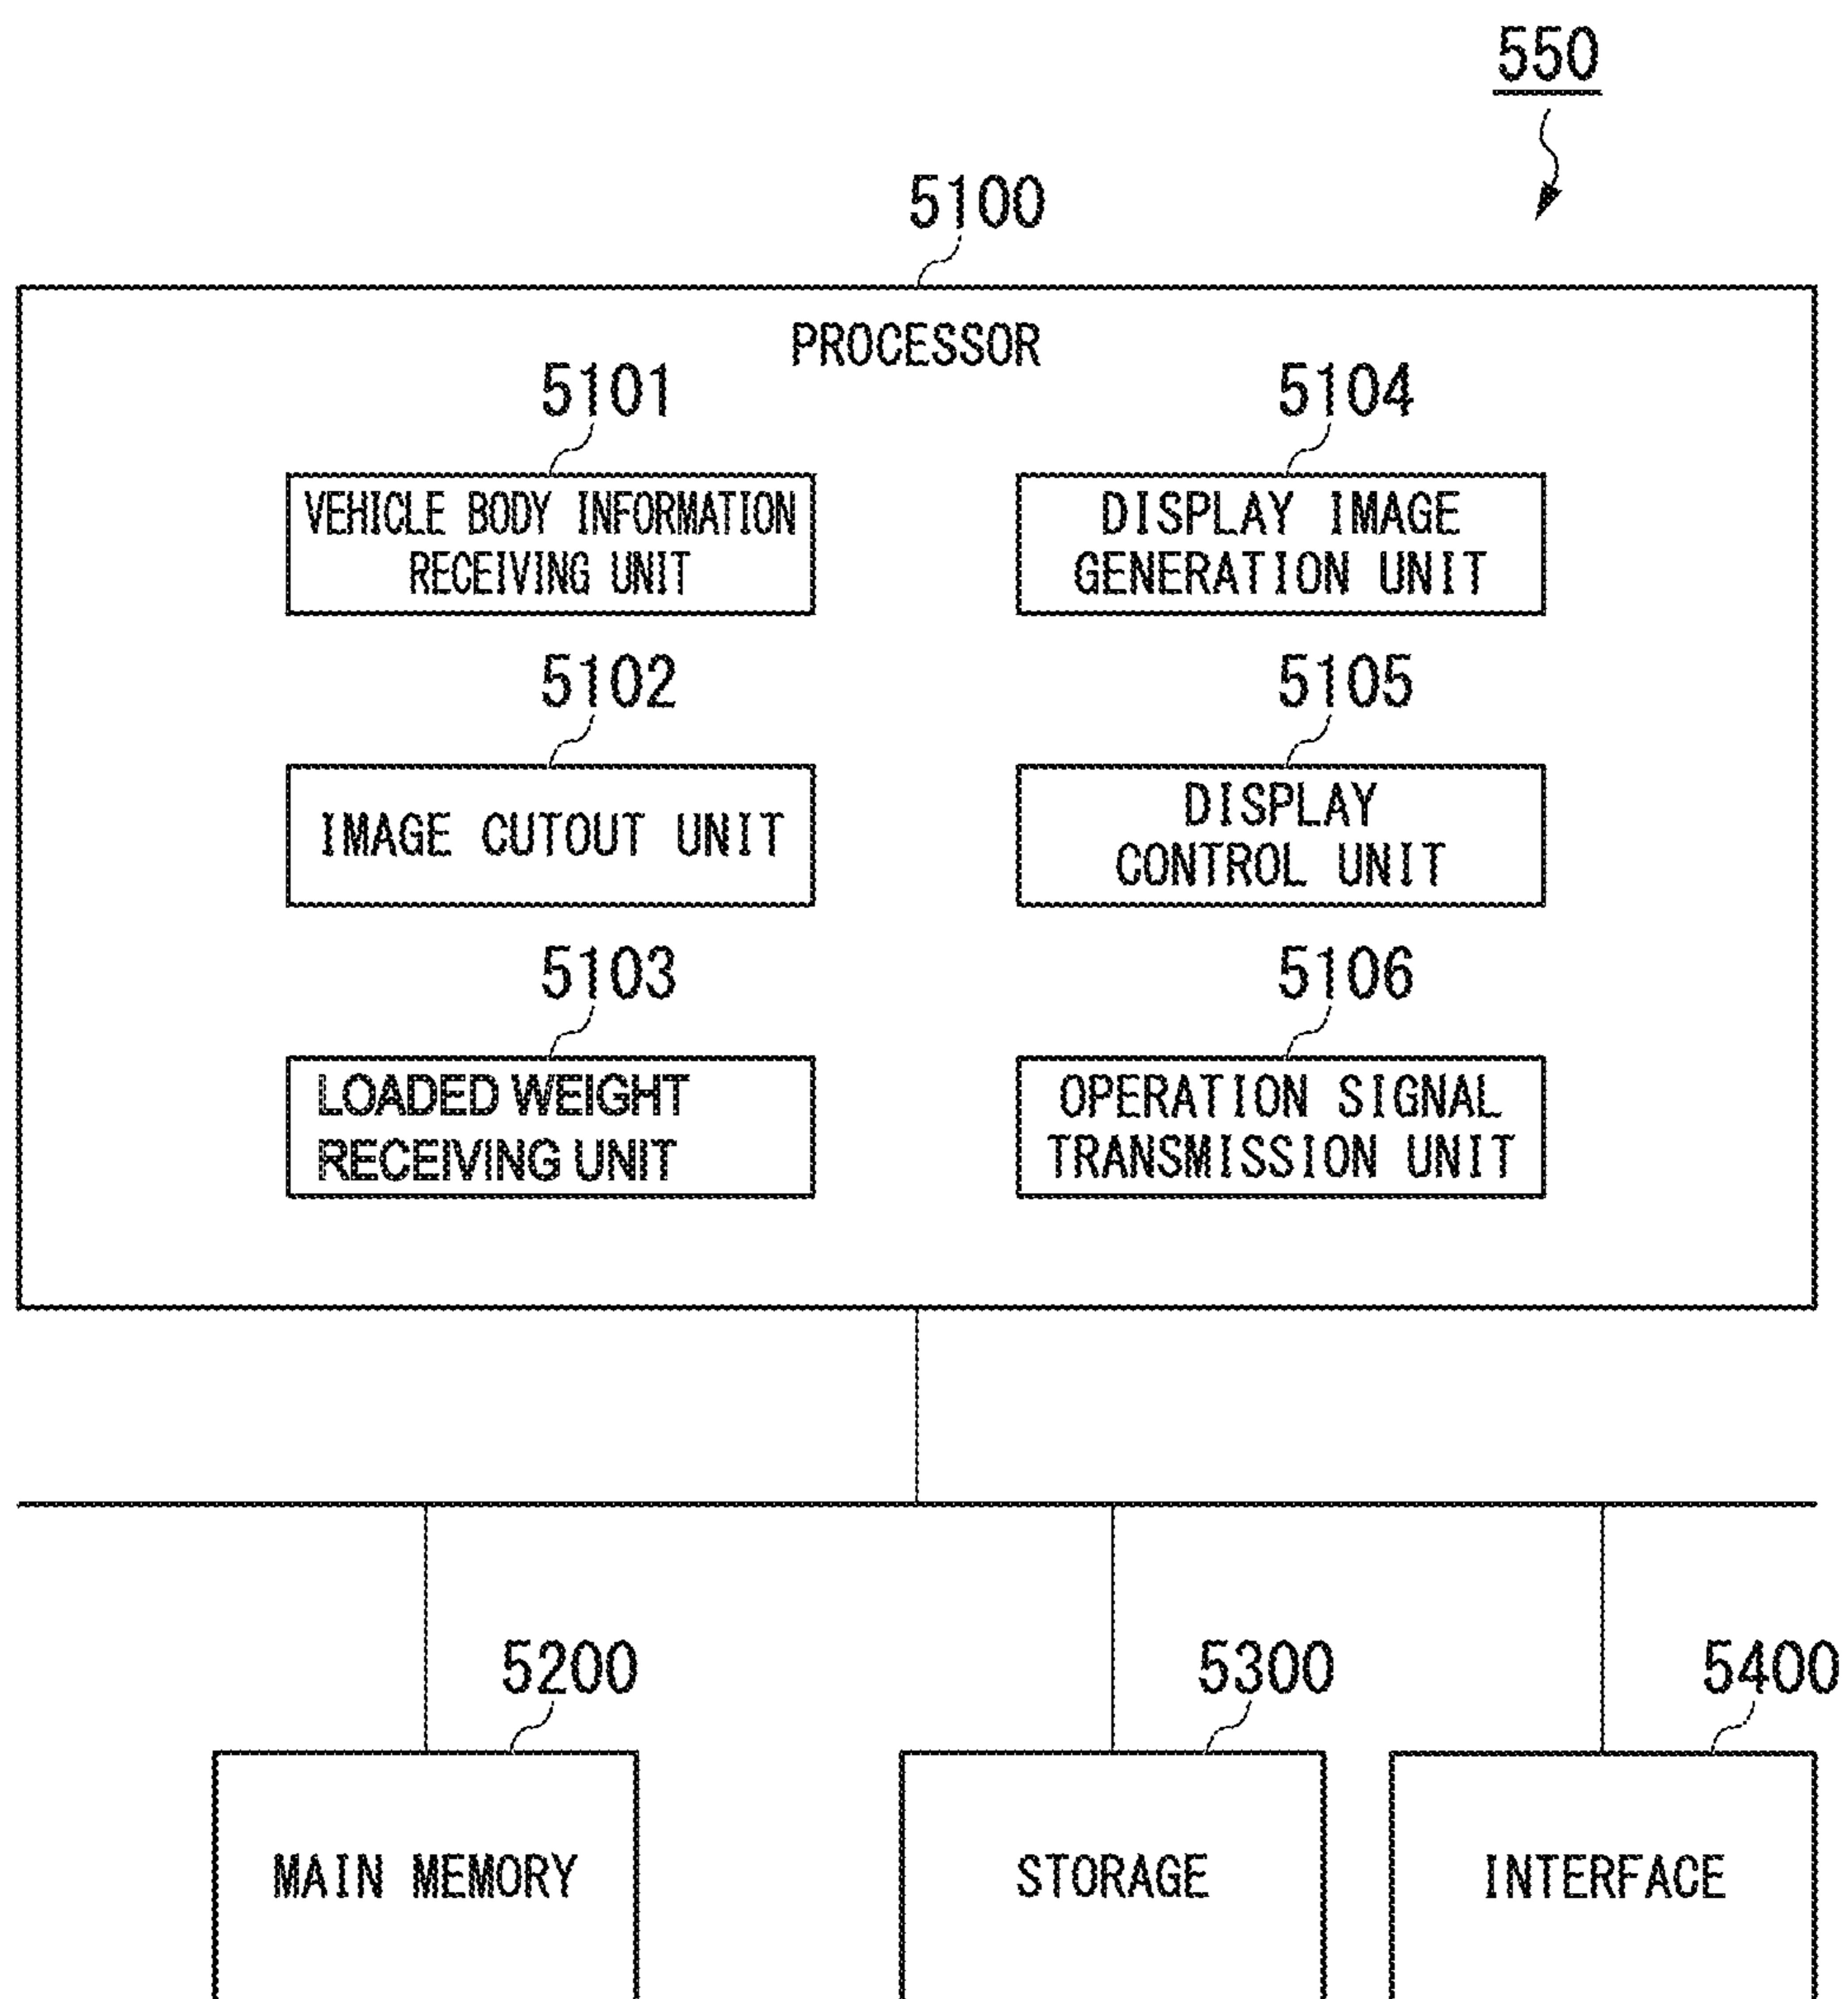 550
5100
PROCESSOR
5101
VEHICLE BODY INFORMATION
RECEIVING UNIT
5104
DISPLAY IMAGE
GENERATION UNIT
5102
IMAGE CUTOUT UNIT
5105
DISPLAY
CONTROL UNIT
5103
LOADED WEIGHT
RECEIVING UNIT
5106
OPERATION SIGNAL
TRANSMISSION UNIT
5200
MAIN MEMORY
5300
STORAGE
5400
INTERFACE